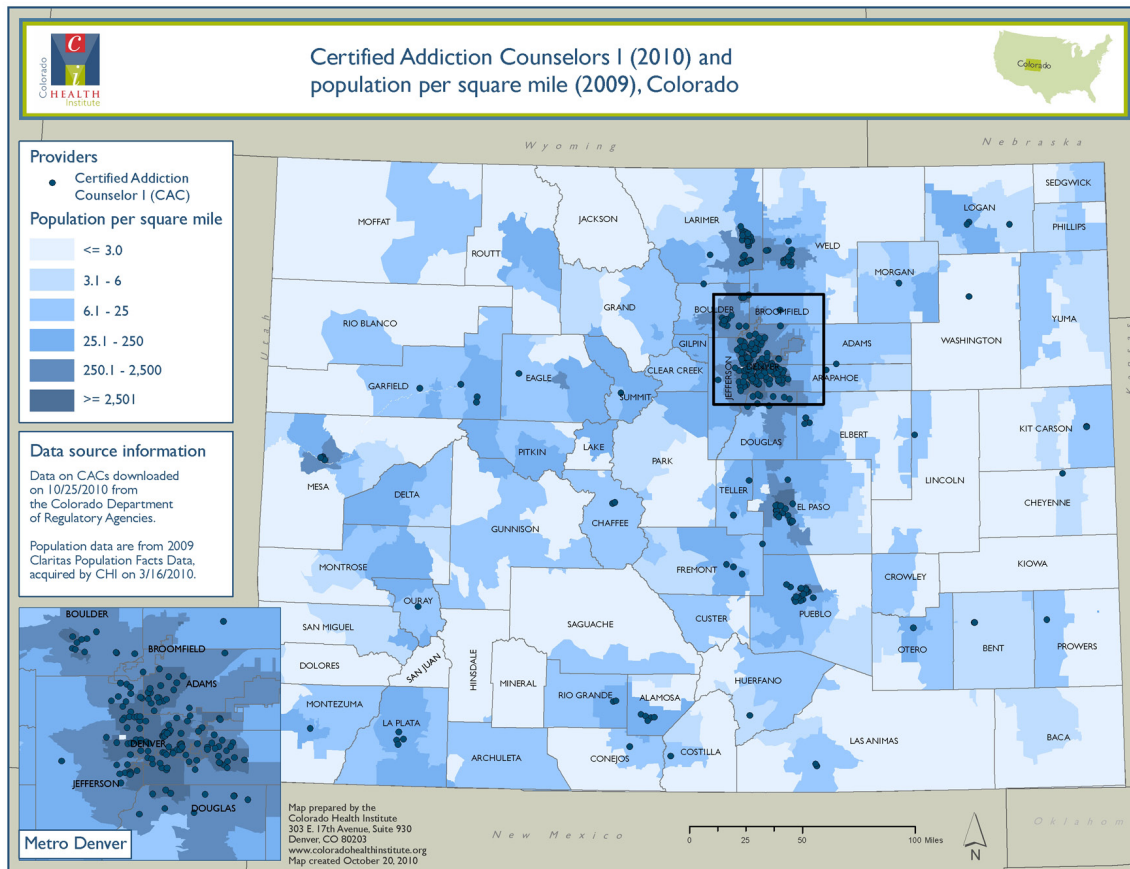 Colorado
C
i
HEALTH
Institute
Certified Addiction Counselors I (2010) and
population per square mile (2009), Colorado
Colorado
Providers
Certified Addiction
Counselor I (CAC)
Population per square mile
<= 3.0
3.1 - 6
6.1 - 25
25.1 - 250
250.1 - 2,500
>= 2,501
Data source information
Data on CACs downloaded
on 10/25/2010 from
the Colorado Department
of Regulatory Agencies.
Population data are from 2009
Claritas Population Facts Data,
acquired by CHI on 3/16/2010.
Wyoming
Nebraska
Utah
SEDGWICK
LOGAN
PHILLIPS
MOFFAT
JACKSON
LARIMER
WELD
ROUTT
MORGAN
GRAND
BOULDER
BROOMFIELD
YUMA
RIO BLANCO
WASHINGTON
GILPIN
ADAMS
CLEAR CREEK
DENVER
JEFFERSON
ARAPAHOE
GARFIELD
EAGLE
SUMMIT
KIT CARSON
DOUGLAS
ELBERT
LAKE
PITKIN
PARK
MESA
LINCOLN
DELTA
TELLER
CHEYENNE
EL PASO
CHAFFEE
GUNNISON
KIOWA
MONTROSE
FREMONT
CROWLEY
OURAY
PUEBLO
CUSTER
SAGUACHE
SAN MIGUEL
OTERO
BENT
PROWERS
DOLORES
SAN JUAN
HINSDALE
MINERAL
HUERFANO
RIO GRANDE
ALAMOSA
MONTEZUMA
LA PLATA
BACA
LAS ANIMAS
COSTILLA
CONEJOS
ARCHULETA
BOULDER
BROOMFIELD
ADAMS
DENVER
JEFFERSON
DOUGLAS
Metro Denver
Map prepared by the
Colorado Health Institute
303 E. 17th Avenue, Suite 930
Denver, CO 80203
www.coloradohealthinstitute.org
Map created October 20, 2010
New Mexico
Oklahoma
0 25 50 100 Miles
N